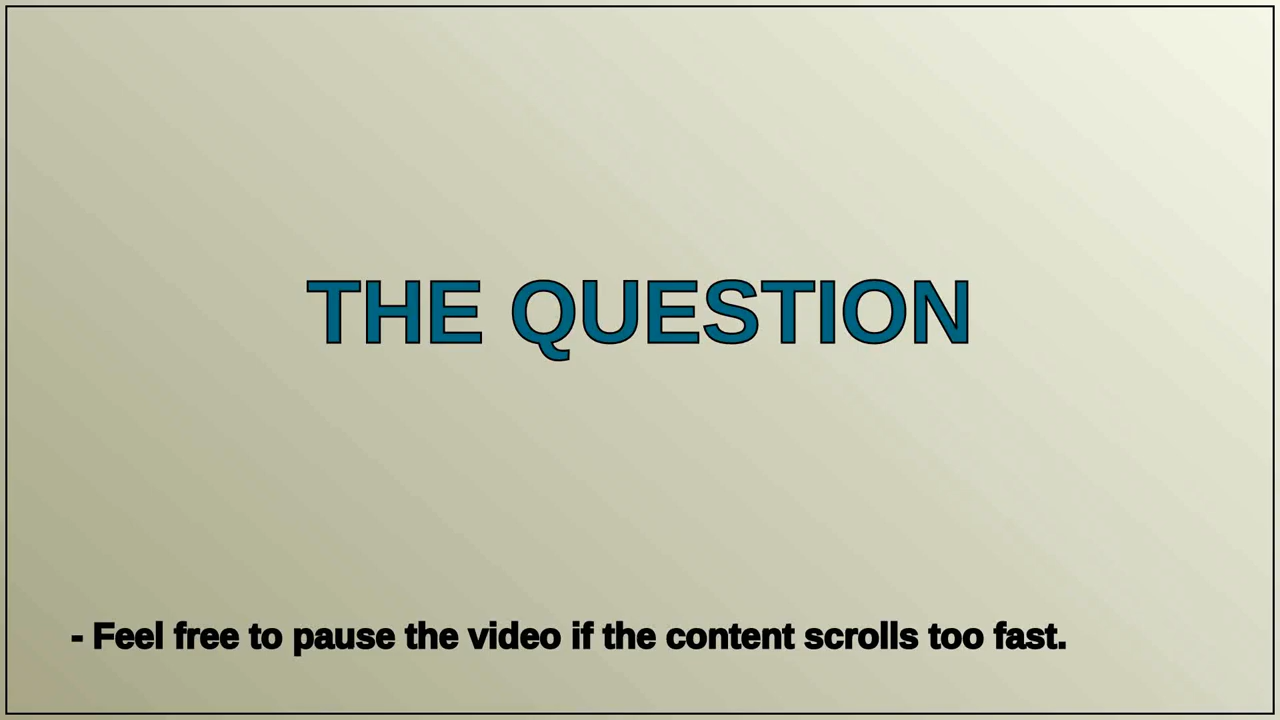 THE QUESTION
- Feel free to pause the video if the content scrolls too fast.